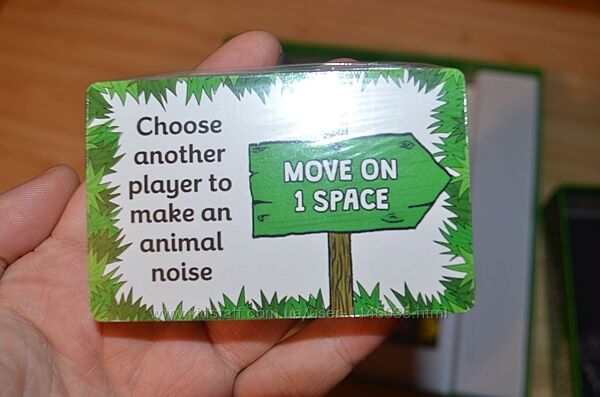 Choose
another
player to
make an
animal
noise
MOVE ON
1 SPACE